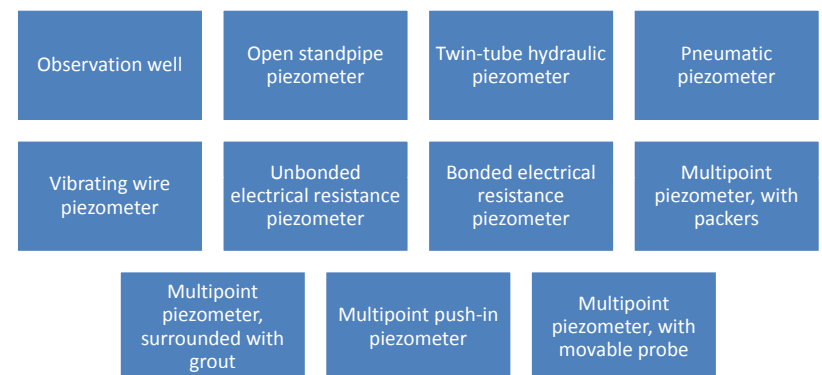 Observation well
Open standpipe
piezometer
Twin-tube hydraulic
piezometer
Pneumatic
piezometer
Vibrating wire
piezometer
Unbonded
electrical resistance
piezometer
Bonded electrical
resistance
piezometer
Multipoint
piezometer, with
packers
Multipoint
piezometer,
surrounded with
grout
Multipoint push-in
piezometer
Multipoint
piezometer, with
movable probe